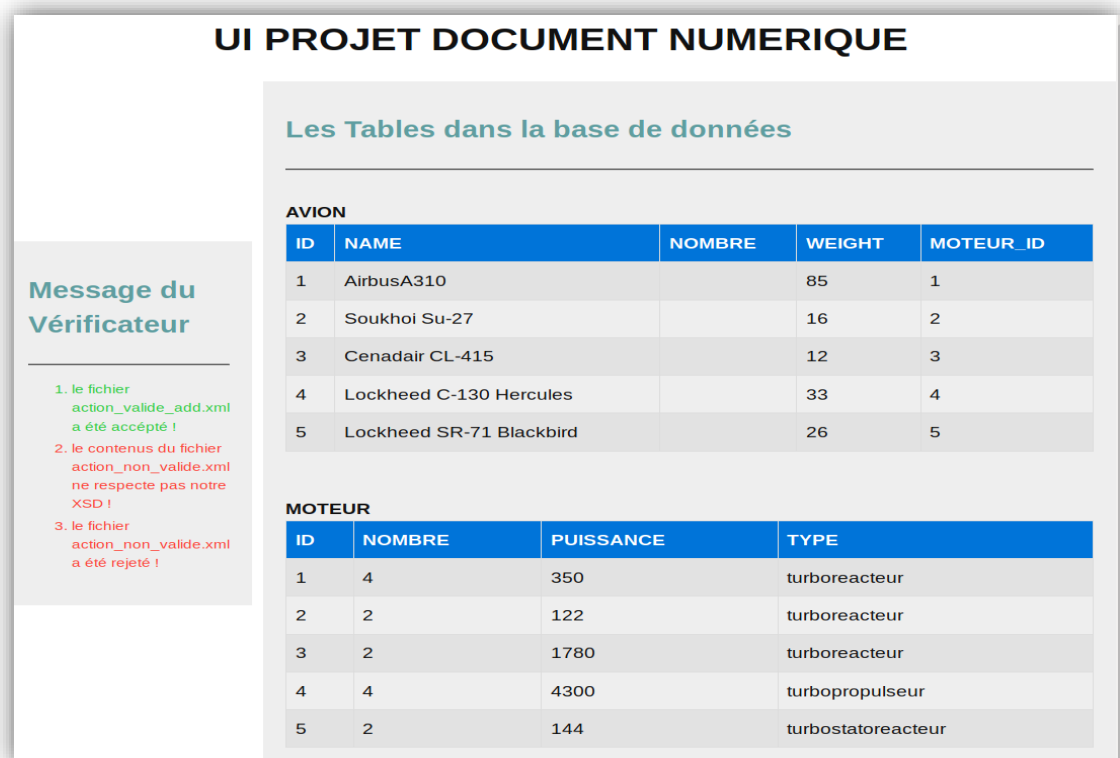 UI PROJET DOCUMENT NUMERIQUE
Message du
Vérificateur
1. le fichier
action_valide_add.xml
a été accépté !
2. le contenus du fichier
action_non_valide.xml
ne respecte pas notre
XSD !
3. le fichier
action_non_valide.xml
a été rejeté !
Les Tables dans la base de données
AVION
ID NAME NOMBRE WEIGHT MOTEUR_ID
1 AirbusA310 85 1
2 Soukhoi Su-27 16 2
3 Cenadair CL-415 12 3
4 Lockheed C-130 Hercules 33 4
5 Lockheed SR-71 Blackbird 26 5
MOTEUR
ID NOMBRE PUISSANCE TYPE
1 4 350 turboreacteur
2 2 122 turboreacteur
3 2 1780 turboreacteur
4 4 4300 turbopropulseur
5 2 144 turbostatoreacteur